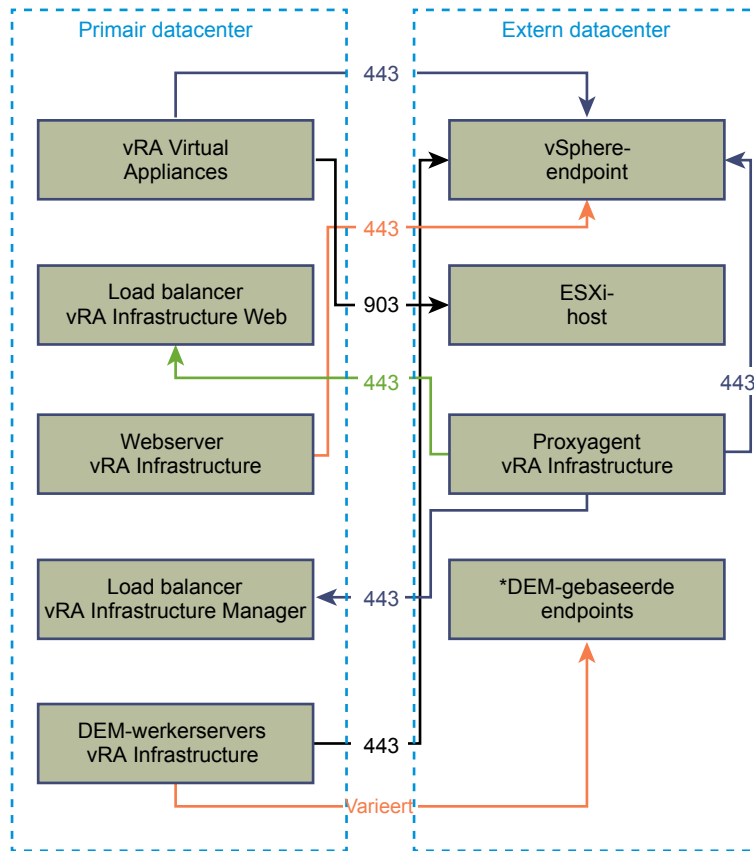 Primair datacenter
Extern datacenter
443
vRA Virtual
Appliances
vSphere-
endpoint
443
Load balancer
vRA Infrastructure Web
903
ESXi-
host
443
443
Webserver
vRA Infrastructure
Proxyagent
vRA Infrastructure
Load balancer
vRA Infrastructure Manager
443
*DEM-gebaseerde
endpoints
DEM-werkerservers
vRA Infrastructure
443
Varieert